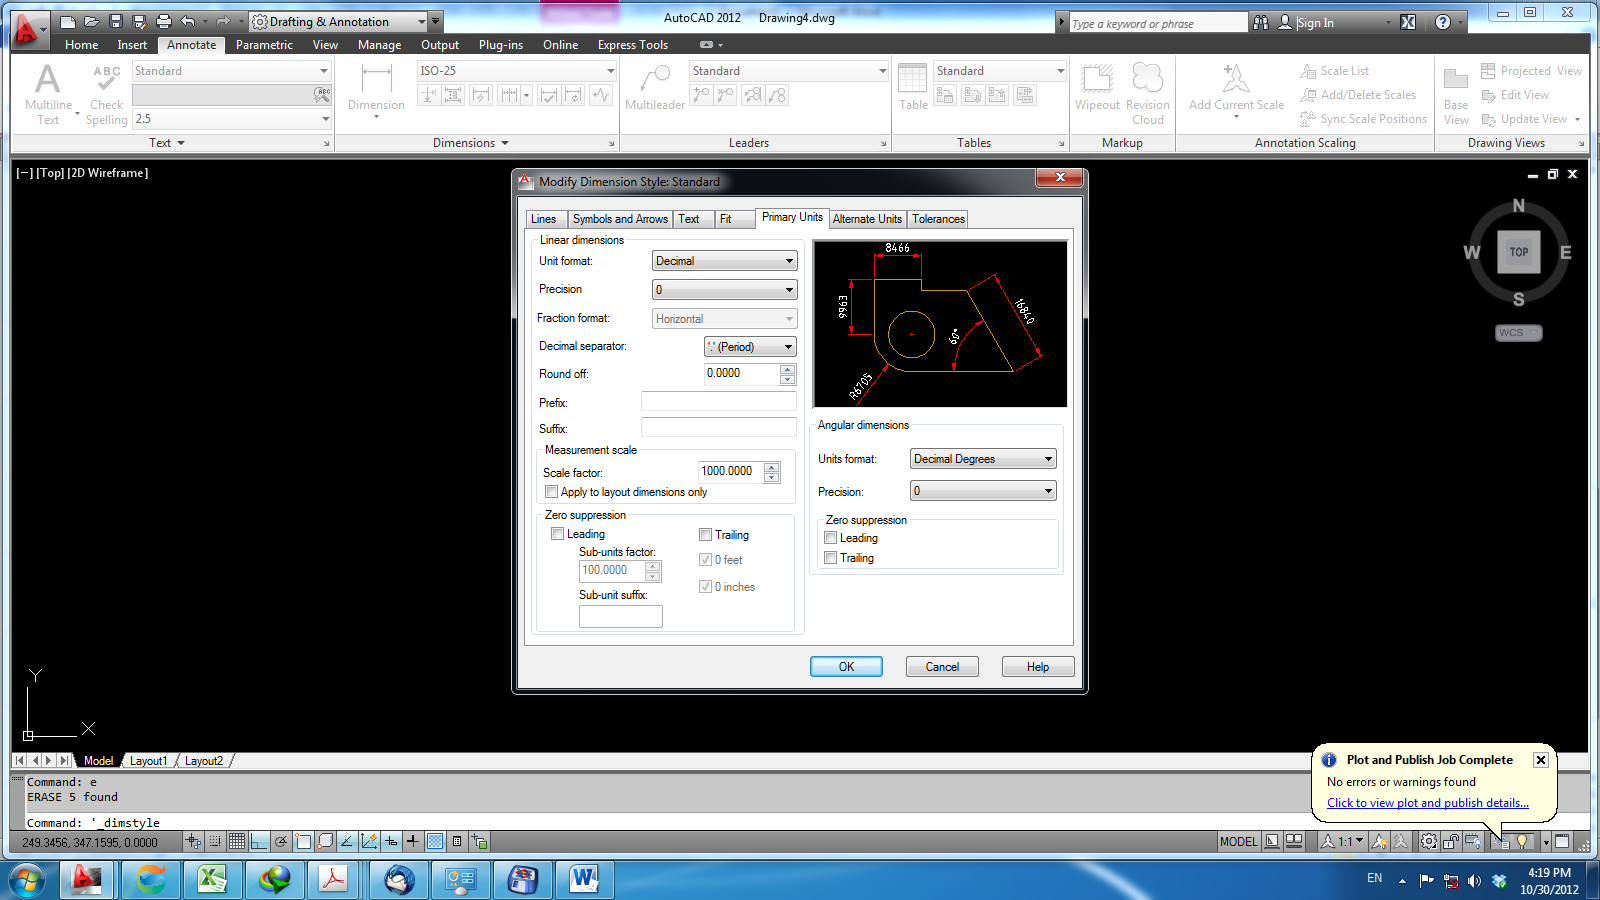 Drafting & Annotation
AutoCAD 2012 Drawing4.dwg
Type a keyword or phrase
Sign In
Home Insert Annotate Parametric View Manage Output Plug-ins Online Express Tools
Multiline Text
ABC
Check Spelling
Standard
2.5
Dimension
ISO-25
Multileader
Standard
Table
Standard
Wipeout
Revision Cloud
Add Current Scale
Scale List
Add/Delete Scales
Sync Scale Positions
Base View
Projected View
Edit View
Update View
Text Dimensions Leaders Tables Markup Annotation Scaling Drawing Views
[−] [Top] [2D Wireframe]
Modify Dimension Style: Standard
Lines Symbols and Arrows Text Fit Primary Units Alternate Units Tolerances
Linear dimensions
Unit format: Decimal
Precision 0
Fraction format: Horizontal
Decimal separator: '.' (Period)
Round off: 0.0000
Prefix:
Suffix:
Measurement scale
Scale factor: 1000.0000
Apply to layout dimensions only
Zero suppression
Leading
Trailing
Sub-units factor:
100.0000
0 feet
0 inches
Sub-unit suffix:
8466
9963
16840
60°
R6705
Angular dimensions
Units format: Decimal Degrees
Precision: 0
Zero suppression
Leading
Trailing
OK Cancel Help
N
W TOP E
S
WCS
Y
X
Model Layout1 Layout2
Command: e
ERASE 5 found
Command: '_dimstyle
Plot and Publish Job Complete
No errors or warnings found
Click to view plot and publish details...
249.3456, 347.1595, 0.0000
MODEL
1:1
EN
4:19 PM
10/30/2012